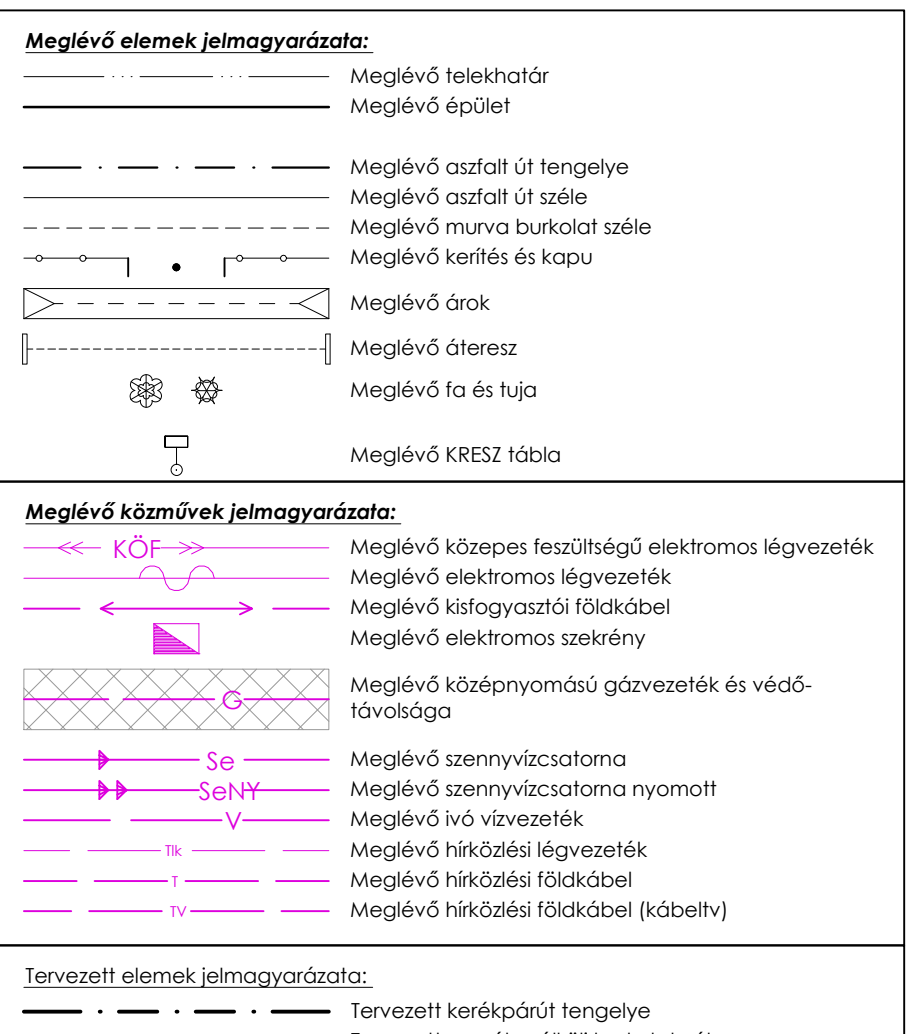 Meglévő elemek jelmagyarázata:
Meglévő telekhatár
Meglévő épület
Meglévő aszfalt út tengelye
Meglévő aszfalt út széle
Meglévő murva burkolat széle
Meglévő kerítés és kapu
Meglévő árok
Meglévő áteresz
Meglévő fa és tuja
Meglévő KRESZ tábla
Meglévő közművek jelmagyarázata:
KÖF Meglévő közepes feszültségű elektromos légvezeték
Meglévő elektromos légvezeték
Meglévő kisfogyasztói földkábel
Meglévő elektromos szekrény
G Meglévő középnyomású gázvezeték és védő-
távolsága
Se Meglévő szennyvízcsatorna
SeNY Meglévő szennyvízcsatorna nyomott
V Meglévő ivó vízvezeték
Tlk Meglévő hírközlési légvezeték
T Meglévő hírközlési földkábel
TV Meglévő hírközlési földkábel (kábeltv)
Tervezett elemek jelmagyarázata:
Tervezett kerékpárút tengelye